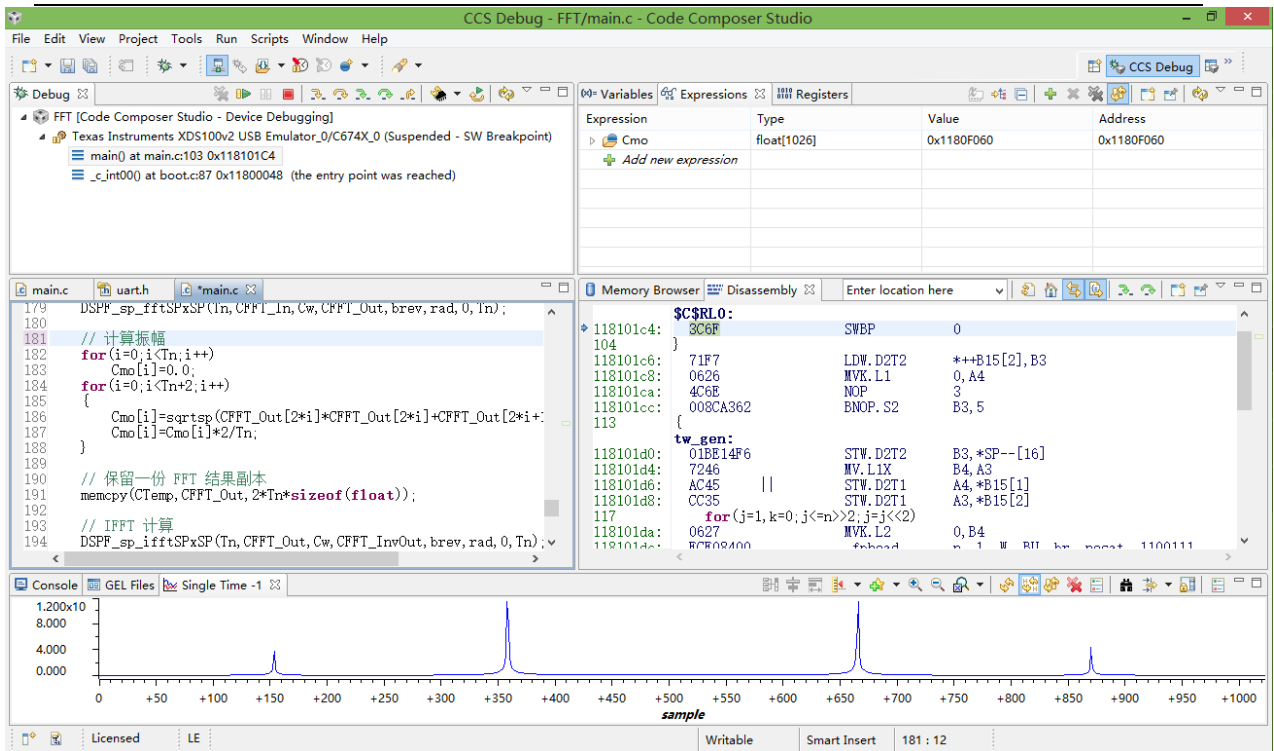 CCS Debug - FFT/main.c - Code Composer Studio
File Edit View Project Tools Run Scripts Window Help
CCS Debug
Debug
FFT [Code Composer Studio - Device Debugging]
Texas Instruments XDS100v2 USB Emulator_0/C674X_0 (Suspended - SW Breakpoint)
main() at main.c:103 0x118101C4
_c_int00() at boot.c:87 0x11800048 (the entry point was reached)
(x)= Variables Expressions Registers
Expression Type Value Address
Cmo float[1026] 0x1180F060 0x1180F060
Add new expression
main.c uart.h *main.c
179 DSPF_sp_fftSPxSP(Tn,CFFT_In,Cw,CFFT_Out,brev,rad,0,Tn);
180
181 // 计算振幅
182 for(i=0;i<Tn;i++)
183 Cmo[i]=0.0;
184 for(i=0;i<Tn+2;i++)
185 {
186 Cmo[i]=sqrtsp(CFFT_Out[2*i]*CFFT_Out[2*i]+CFFT_Out[2*i+1
187 Cmo[i]=Cmo[i]*2/Tn;
188 }
189
190 // 保留一份 FFT 结果副本
191 memcpy(CTemp,CFFT_Out,2*Tn*sizeof(float));
192
193 // IFFT 计算
194 DSPF_sp_ifftSPxSP(Tn,CFFT_Out,Cw,CFFT_InvOut,brev,rad,0,Tn);
Memory Browser Disassembly Enter location here
$C$RL0:
118101c4: 3C6F SWBP 0
104 }
118101c6: 71F7 LDW.D2T2 *++B15[2],B3
118101c8: 0626 MVK.L1 0,A4
118101ca: 4C6E NOP 3
118101cc: 008CA362 BNOP.S2 B3,5
113 {
tw_gen:
118101d0: 01BE14F6 STW.D2T2 B3,*SP--[16]
118101d4: 7246 MV.L1X B4,A3
118101d6: AC45 || STW.D2T1 A4,*B15[1]
118101d8: CC35 STW.D2T1 A3,*B15[2]
117 for(j=1,k=0;j<=n>>2;j=j<<2)
118101da: 0627 MVK.L2 0,B4
Console GEL Files Single Time -1
1.200x10
8.000
4.000
0.000
0 +50 +100 +150 +200 +250 +300 +350 +400 +450 +500 +550 +600 +650 +700 +750 +800 +850 +900 +950 +1000
sample
Licensed LE Writable Smart Insert 181 : 12